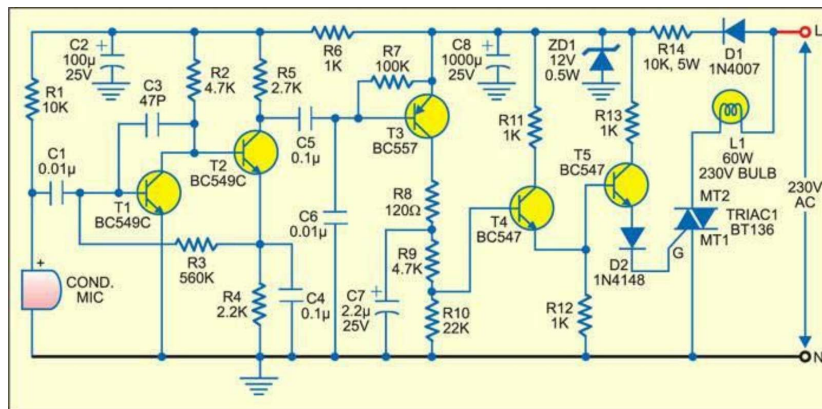 R1
10K
C2
100µ
25V
C3
47P
R2
4.7K
R5
2.7K
R6
1K
R7
100K
C8
1000µ
25V
ZD1
12V
0.5W
R14
10K, 5W
D1
1N4007
L
C1
0.01µ
T1
BC549C
T2
BC549C
C5
0.1µ
T3
BC557
R11
1K
R13
1K
L1
60W
230V BULB
T5
BC547
T4
BC547
R8
120Ω
C6
0.01µ
MT2
TRIAC1
BT136
MT1
G
230V
AC
+
COND.
MIC
R3
560K
R4
2.2K
C4
0.1µ
C7
2.2µ
25V
R9
4.7K
R10
22K
R12
1K
D2
1N4148
N